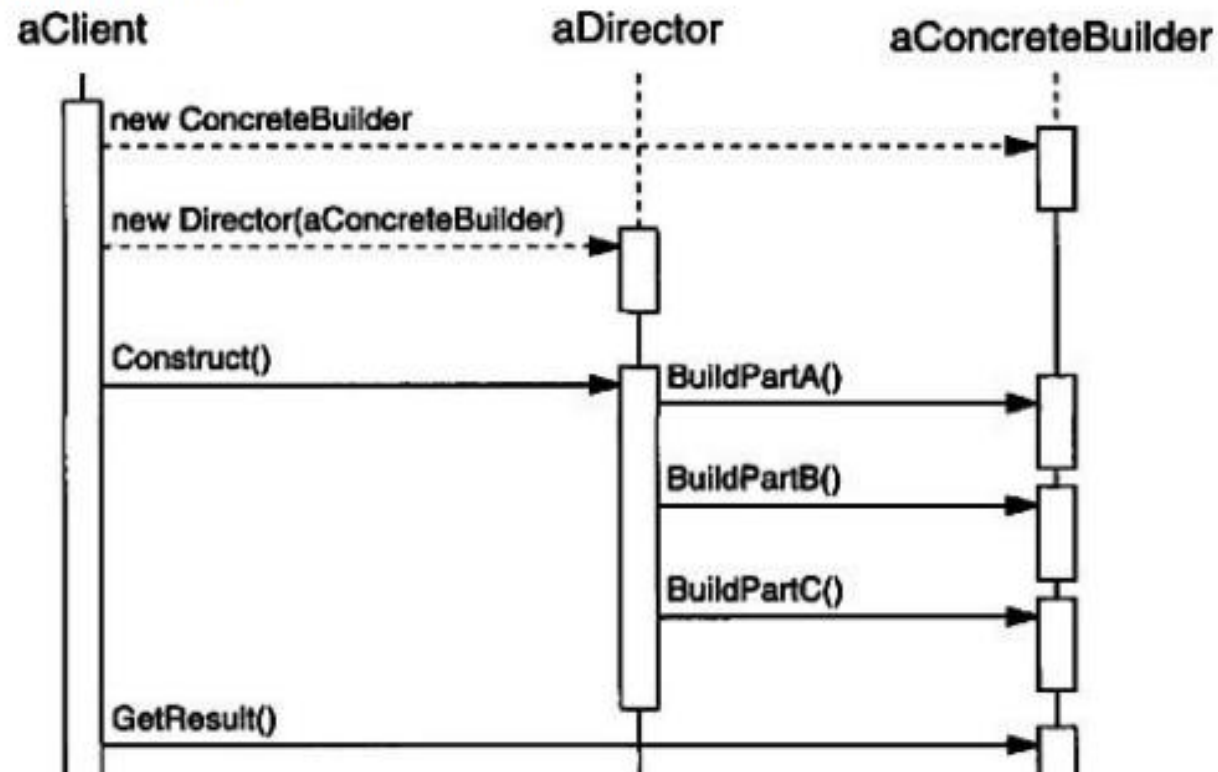 aClient
aDirector
aConcreteBuilder
new ConcreteBuilder
new Director(aConcreteBuilder)
Construct()
BuildPartA()
BuildPartB()
BuildPartC()
GetResult()